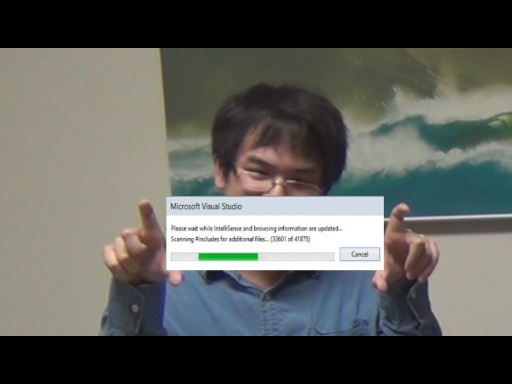 Microsoft Visual Studio
Please wait while IntelliSense and browsing information are updated...
Scanning #includes for additional files... (33601 of 41875)
Cancel